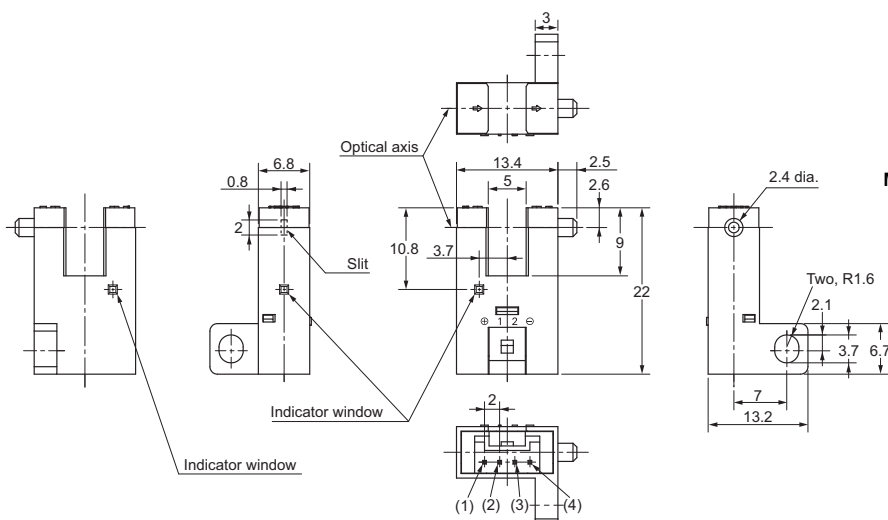 3
Optical axis
6.8
0.8
2
Slit
13.4
2.5
5
2.6
10.8
3.7
9
22
2.4 dia.
Two, R1.6
2.1
3.7
6.7
7
13.2
⊕ 1 2 ⊖
Indicator window
Indicator window
2
(1) (2) (3) (4)